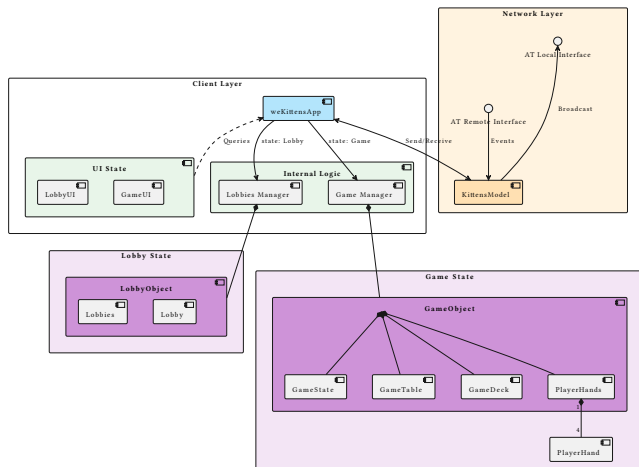 Network Layer
AT Local Interface
Client Layer
weKittensApp
AT Remote Interface
Broadcast
Queries
state: Lobby
state: Game
Send/Receive
Events
UI State
Internal Logic
LobbyUI
GameUI
Lobbies Manager
Game Manager
KittensModel
Lobby State
Game State
LobbyObject
GameObject
Lobbies
Lobby
GameState
GameTable
GameDeck
PlayerHands
1
4
PlayerHand